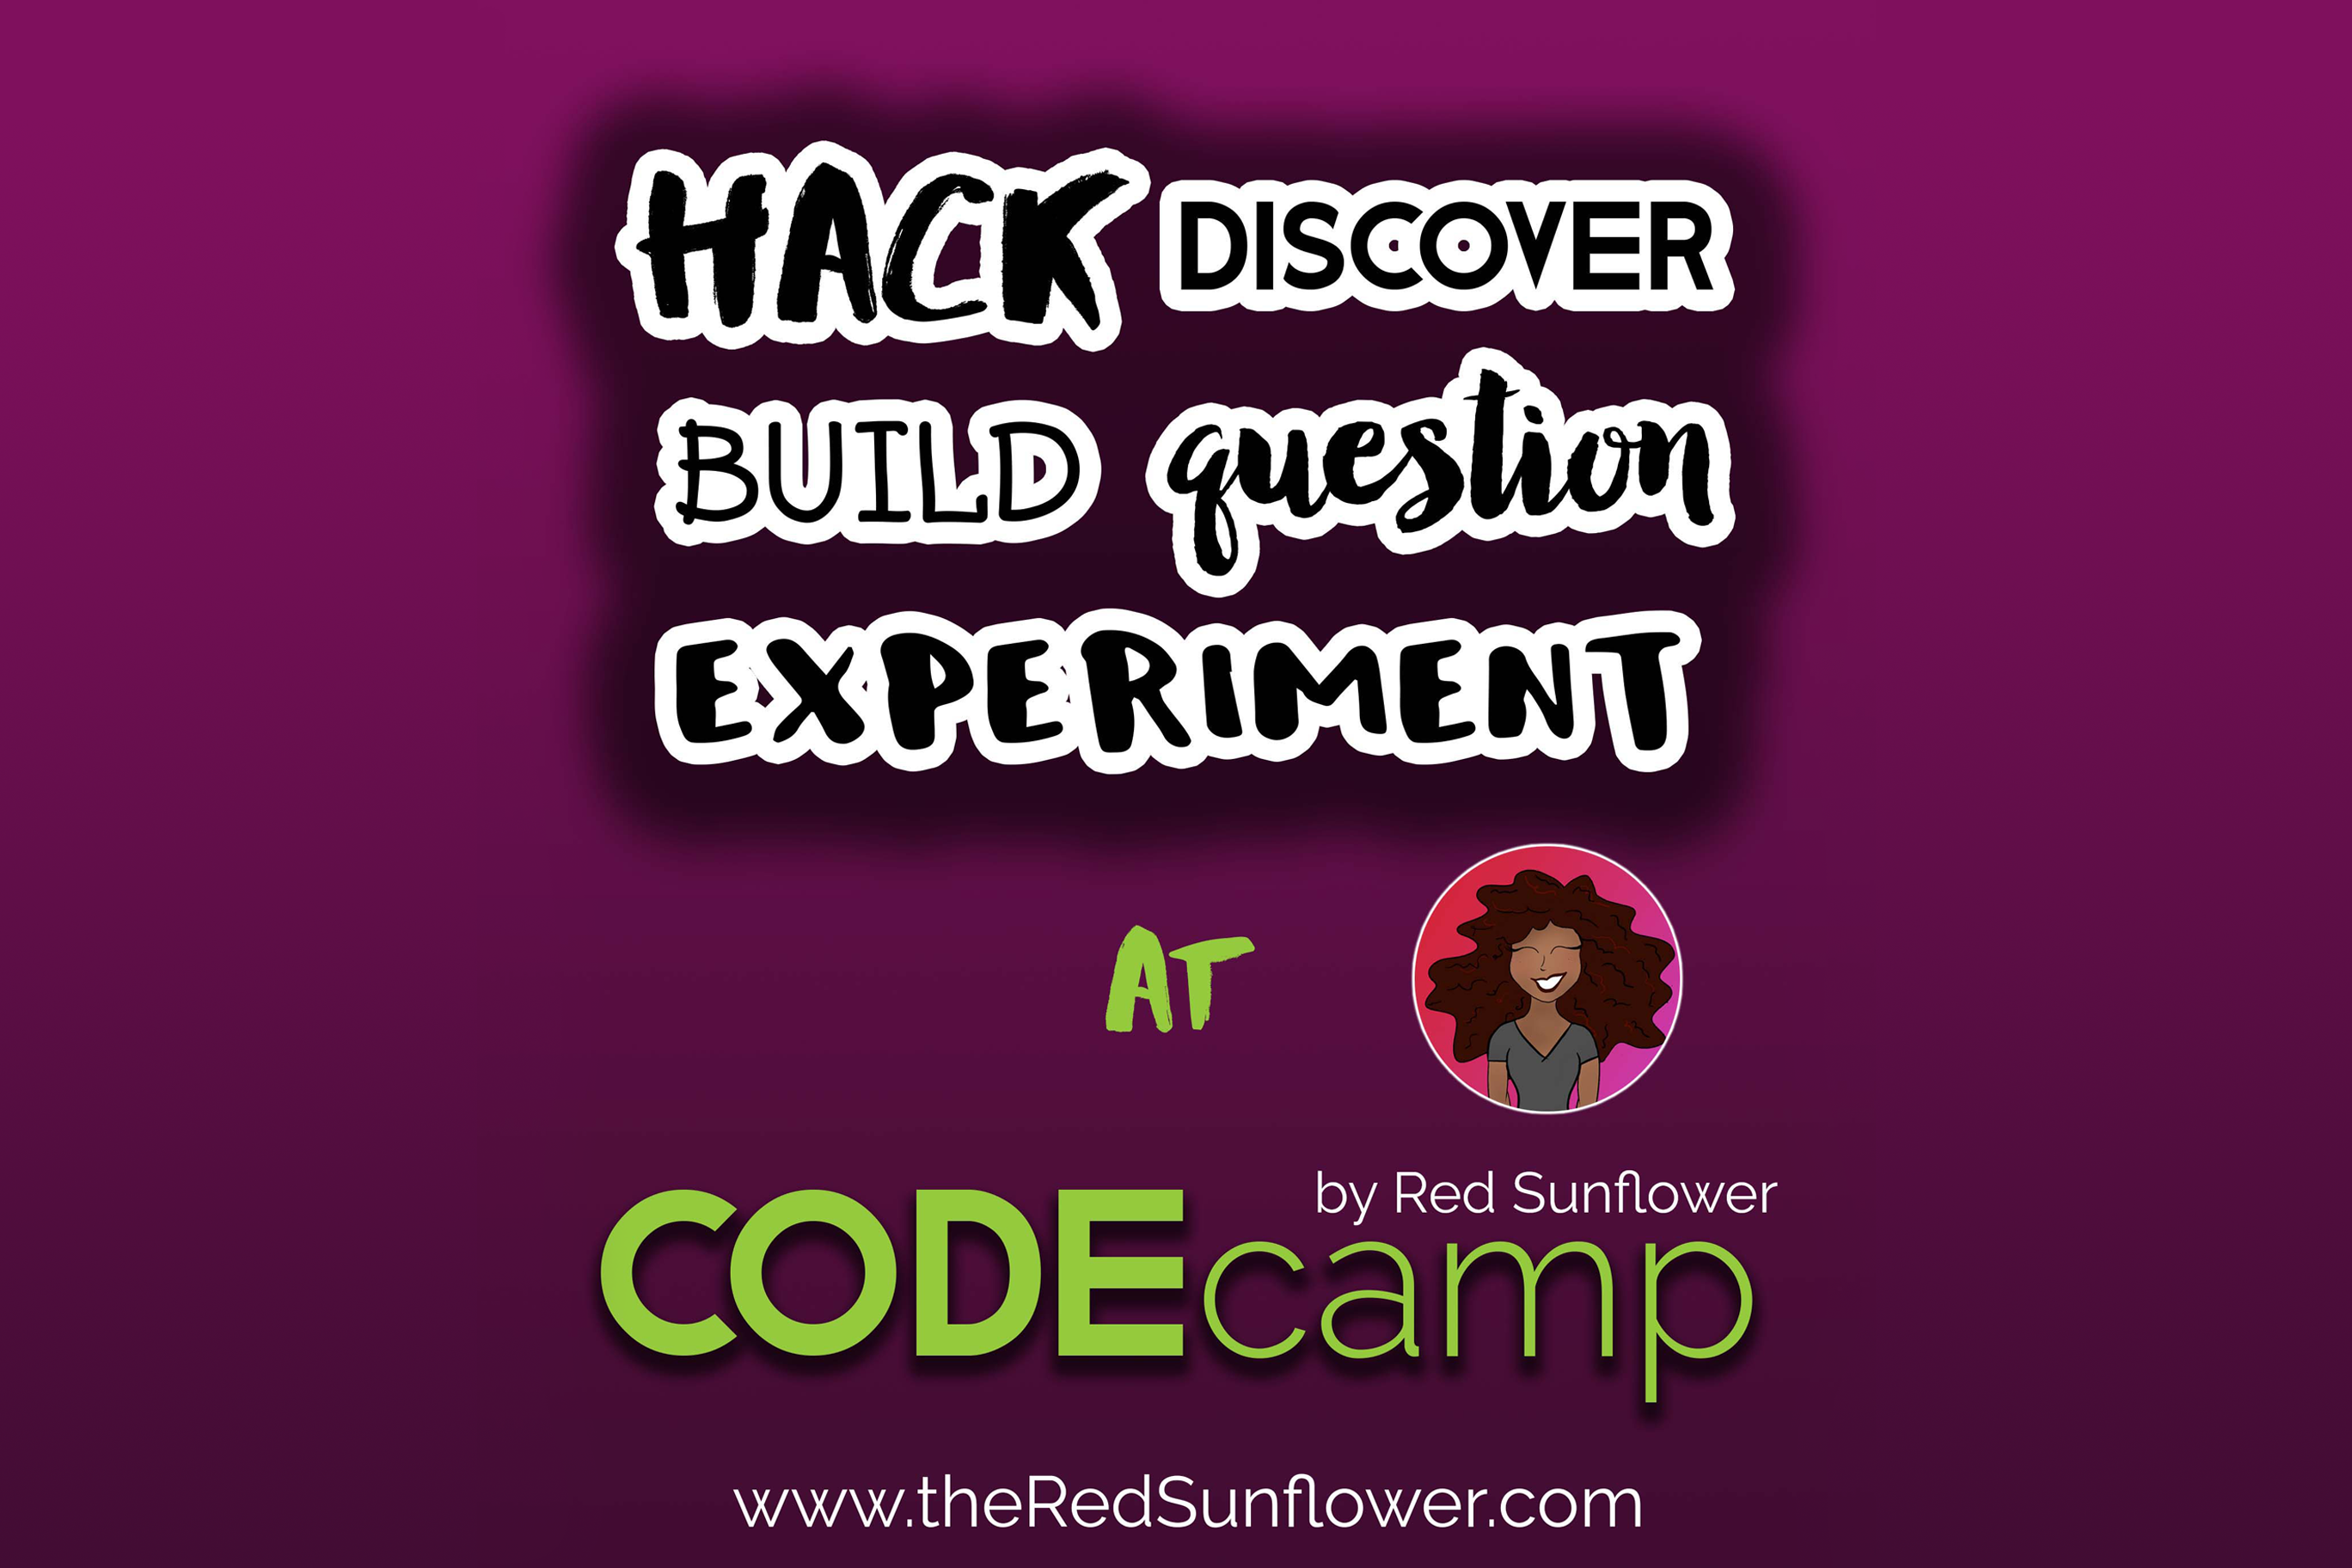 HACK DISCOVER
BUILD question
EXPERIMENT
AT
by Red Sunflower
CODEcamp
www.theRedSunflower.com